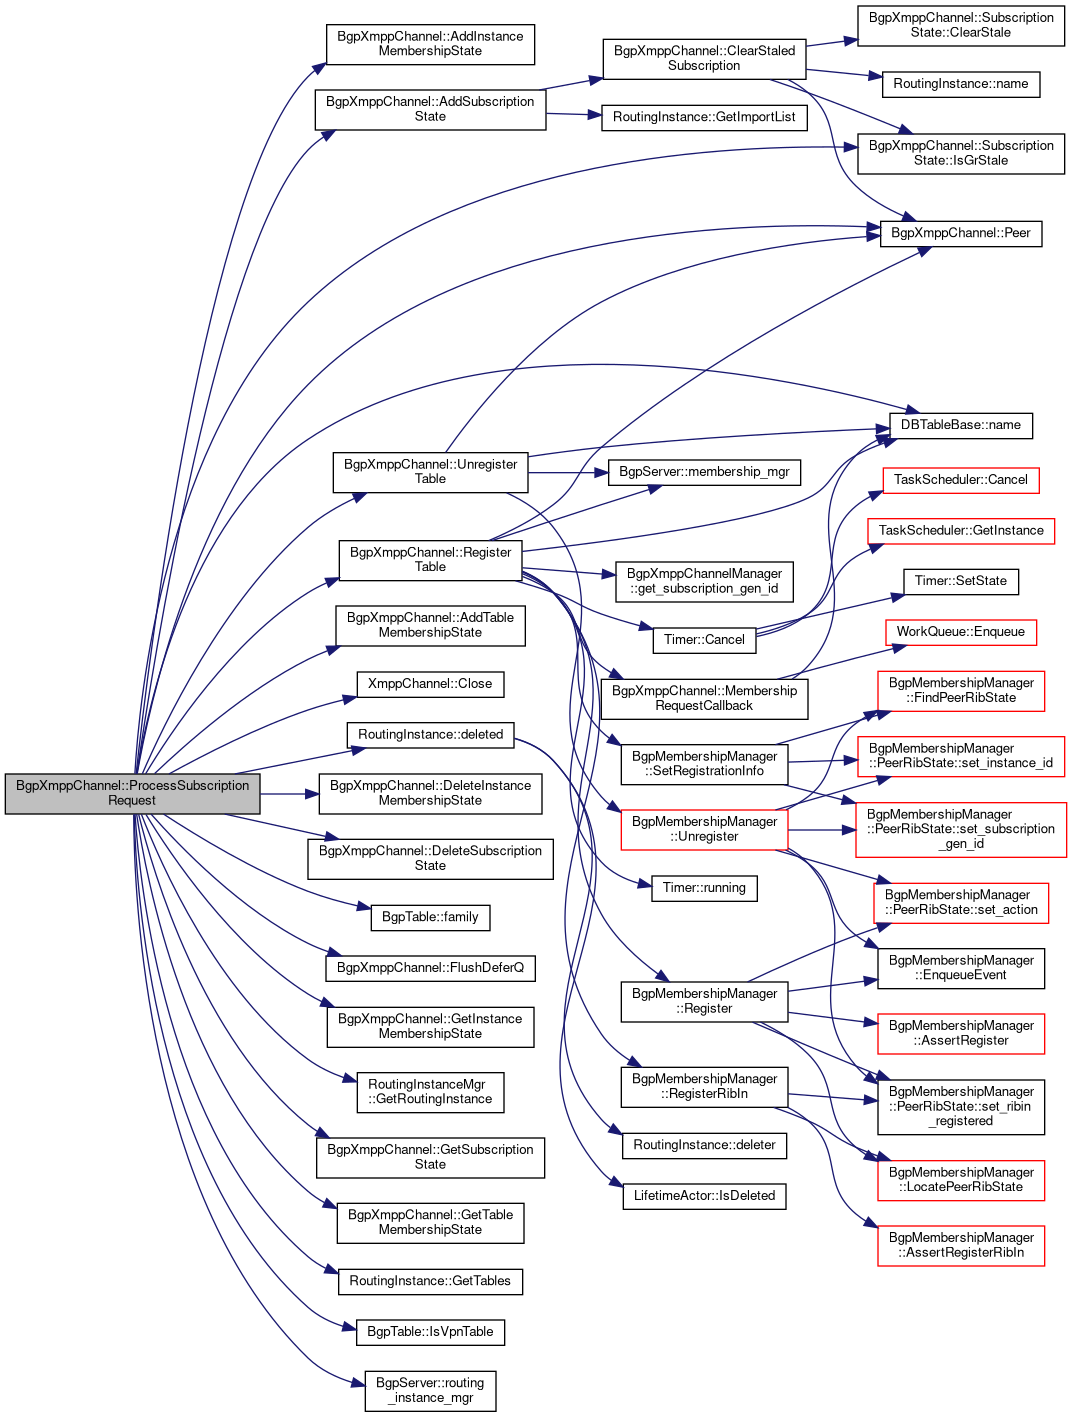 BgpXmppChannel::ProcessSubscription
Request
BgpXmppChannel::AddInstance
MembershipState
BgpXmppChannel::AddSubscription
State
BgpXmppChannel::Unregister
Table
BgpXmppChannel::Register
Table
BgpXmppChannel::AddTable
MembershipState
XmppChannel::Close
RoutingInstance::deleted
BgpXmppChannel::DeleteInstance
MembershipState
BgpXmppChannel::DeleteSubscription
State
BgpTable::family
BgpXmppChannel::FlushDeferQ
BgpXmppChannel::GetInstance
MembershipState
RoutingInstanceMgr
::GetRoutingInstance
BgpXmppChannel::GetSubscription
State
BgpXmppChannel::GetTable
MembershipState
RoutingInstance::GetTables
BgpTable::IsVpnTable
BgpServer::routing
_instance_mgr
BgpXmppChannel::ClearStaled
Subscription
RoutingInstance::GetImportList
BgpServer::membership_mgr
BgpXmppChannelManager
::get_subscription_gen_id
Timer::Cancel
BgpXmppChannel::Membership
RequestCallback
BgpMembershipManager
::SetRegistrationInfo
BgpMembershipManager
::Unregister
Timer::running
BgpMembershipManager
::Register
BgpMembershipManager
::RegisterRibIn
RoutingInstance::deleter
LifetimeActor::IsDeleted
BgpXmppChannel::Subscription
State::ClearStale
RoutingInstance::name
BgpXmppChannel::Subscription
State::IsGrStale
BgpXmppChannel::Peer
DBTableBase::name
TaskScheduler::Cancel
TaskScheduler::GetInstance
Timer::SetState
WorkQueue::Enqueue
BgpMembershipManager
::FindPeerRibState
BgpMembershipManager
::PeerRibState::set_instance_id
BgpMembershipManager
::PeerRibState::set_subscription
_gen_id
BgpMembershipManager
::PeerRibState::set_action
BgpMembershipManager
::EnqueueEvent
BgpMembershipManager
::AssertRegister
BgpMembershipManager
::PeerRibState::set_ribin
_registered
BgpMembershipManager
::LocatePeerRibState
BgpMembershipManager
::AssertRegisterRibIn